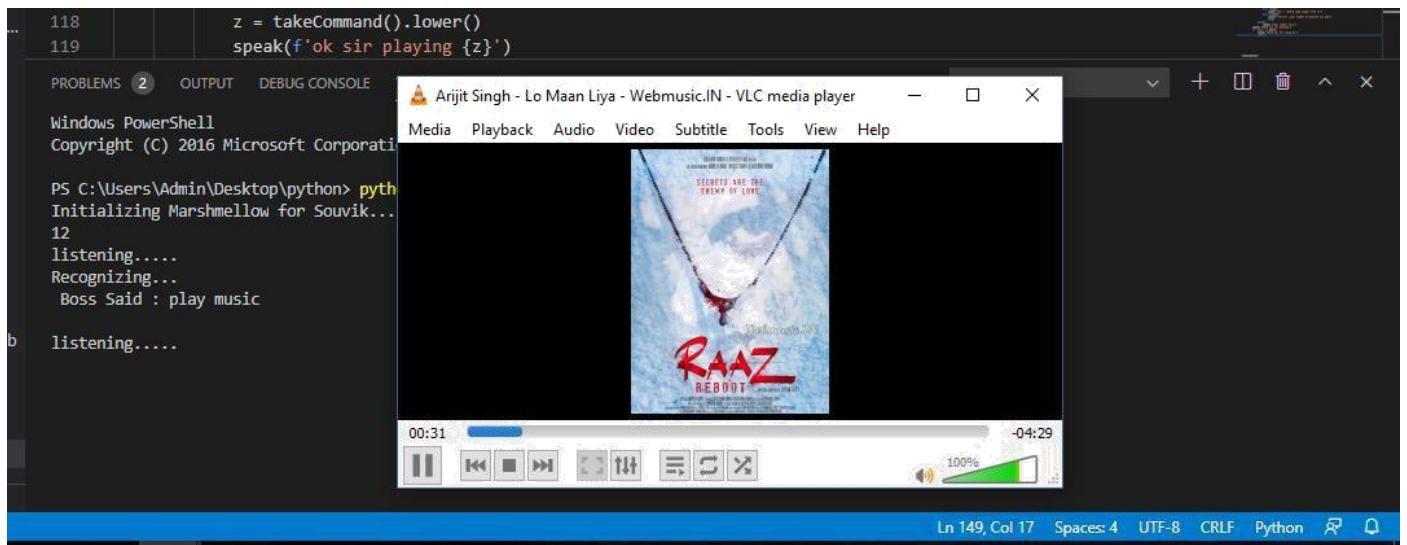 118 z = takeCommand().lower()
119 speak(f'ok sir playing {z}')
PROBLEMS 2 OUTPUT DEBUG CONSOLE
Windows PowerShell
Copyright (C) 2016 Microsoft Corporati
PS C:\Users\Admin\Desktop\python> pyth
Initializing Marshmellow for Souvik...
12
listening.....
Recognizing...
Boss Said : play music
b listening.....
Arijit Singh - Lo Maan Liya - Webmusic.IN - VLC media player
Media Playback Audio Video Subtitle Tools View Help
SECRETS ARE THE
ENEMY OF LOVE
RAAZ
REBOOT
00:31 -04:29
100%
Ln 149, Col 17 Spaces: 4 UTF-8 CRLF Python